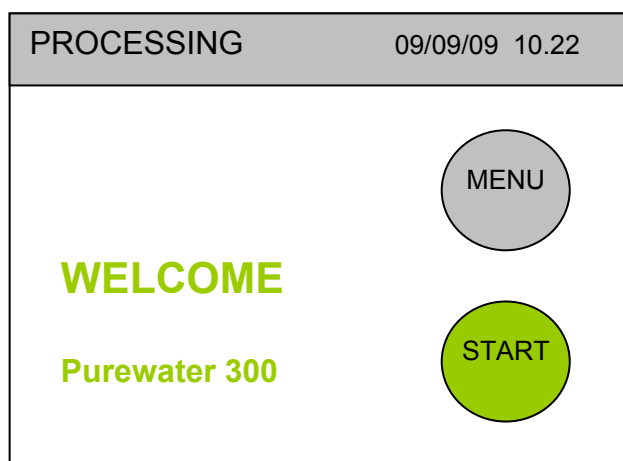 PROCESSING 09/09/09 10.22
MENU
WELCOME
START
Purewater 300